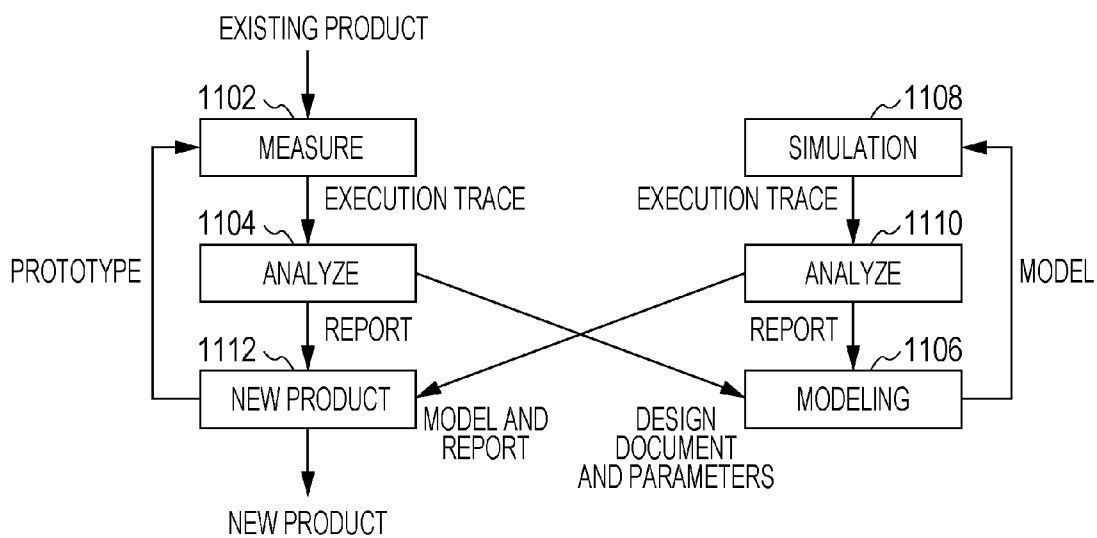 EXISTING PRODUCT
1102
MEASURE
1108
SIMULATION
EXECUTION TRACE
EXECUTION TRACE
1104
ANALYZE
1110
ANALYZE
PROTOTYPE
MODEL
REPORT
REPORT
1112
NEW PRODUCT
1106
MODELING
MODEL AND
REPORT
DESIGN
DOCUMENT
AND PARAMETERS
NEW PRODUCT